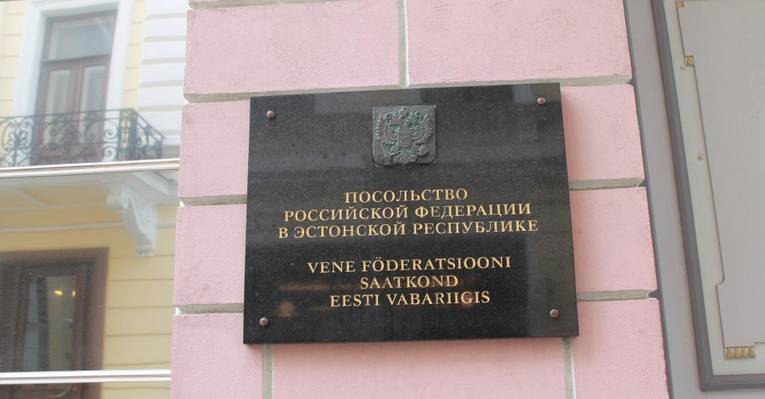 ПОСОЛЬСТВО
РОССИЙСКОЙ ФЕДЕРАЦИИ
В ЭСТОНСКОЙ РЕСПУБЛИКЕ
VENE FÖDERATSIOONI
SAATKOND
EESTI VABARIIGIS